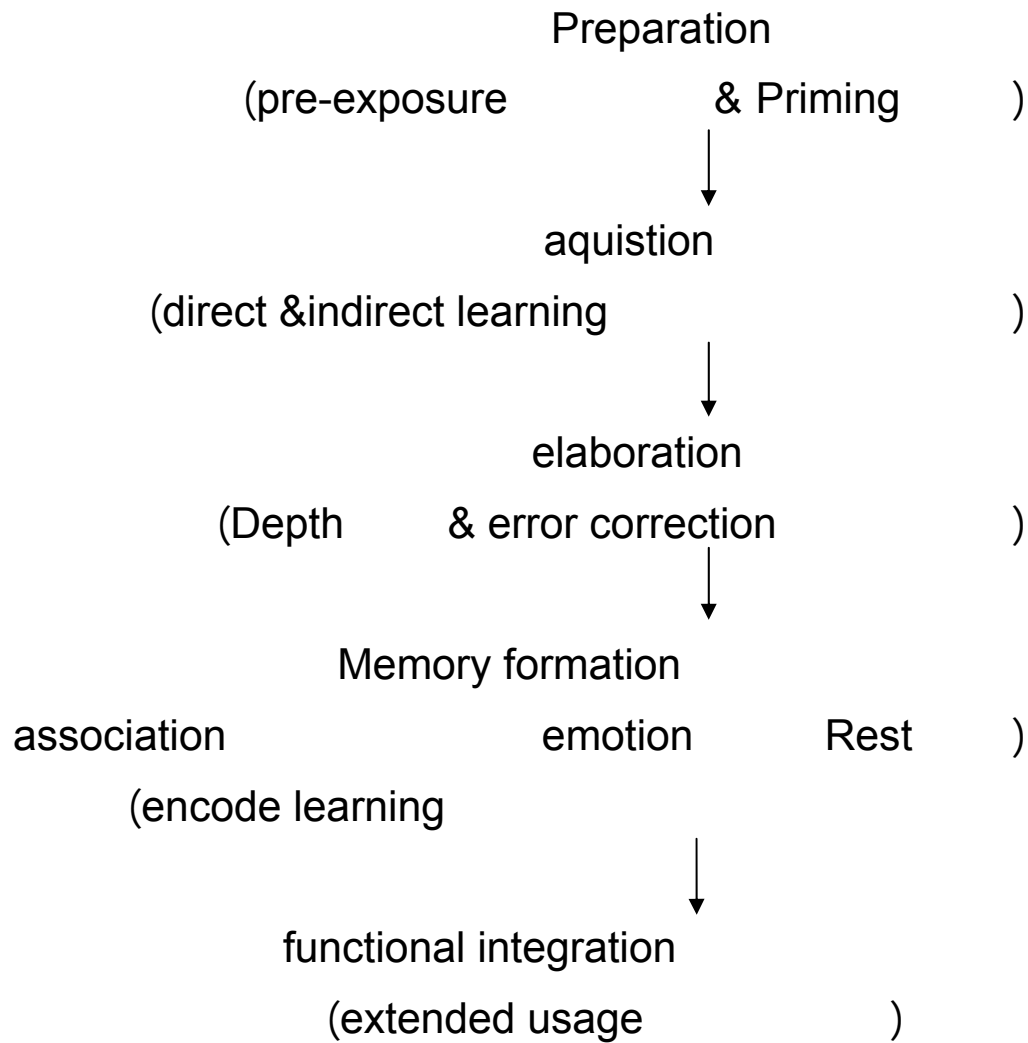 Preparation
(pre-exposure & Priming )
aquistion
(direct &indirect learning )
elaboration
(Depth & error correction )
Memory formation
association emotion Rest )
(encode learning
functional integration
(extended usage )